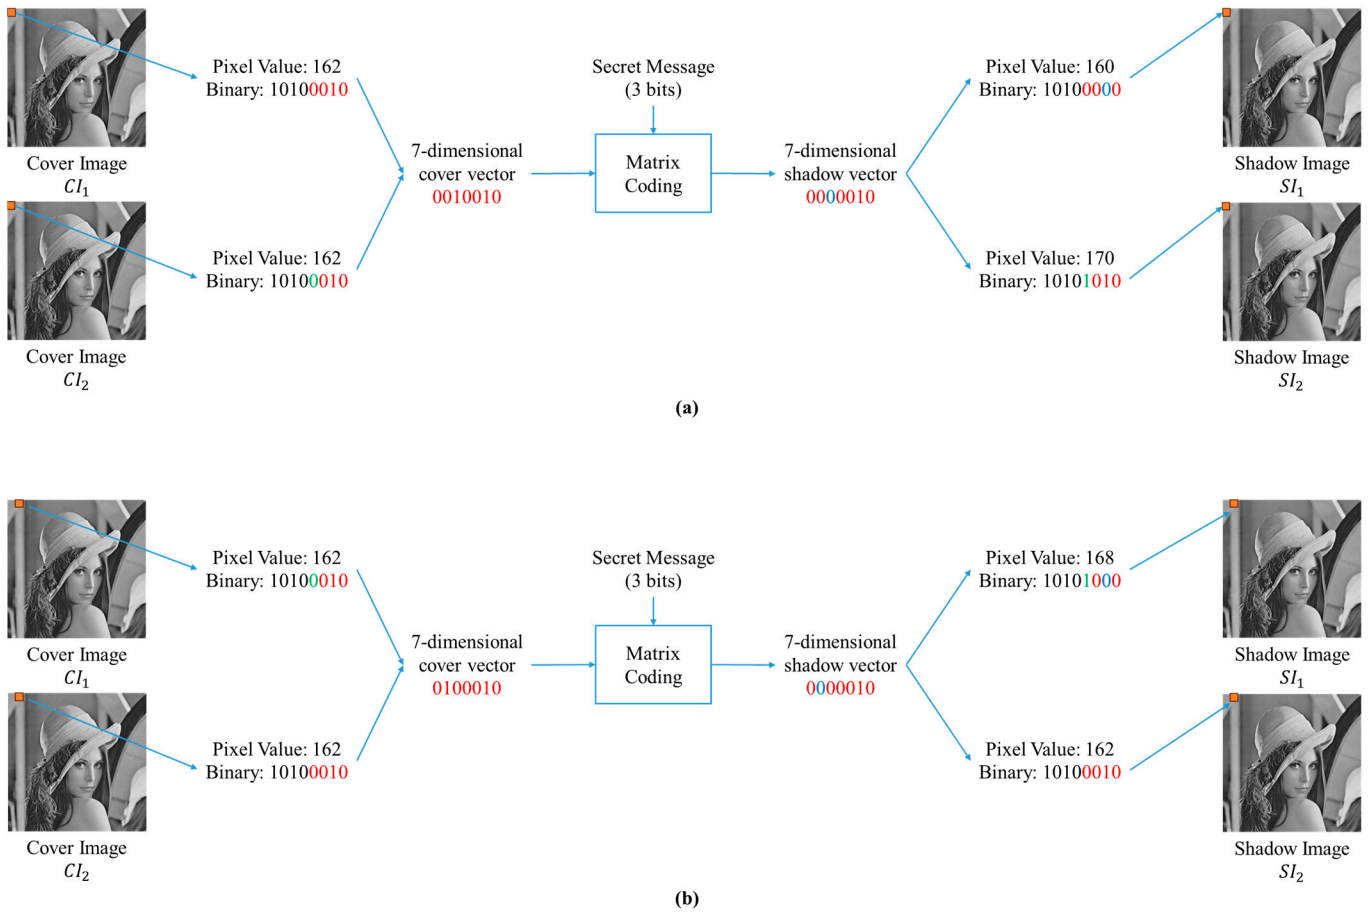 Pixel Value: 162
Binary: 10100010
Cover Image
CI₁
Pixel Value: 162
Binary: 10100010
Cover Image
CI₂
7-dimensional
cover vector
0010010
Secret Message
(3 bits)
Matrix
Coding
7-dimensional
shadow vector
0000010
Pixel Value: 160
Binary: 10100000
Shadow Image
SI₁
Pixel Value: 170
Binary: 10101010
Shadow Image
SI₂
(a)
Pixel Value: 162
Binary: 10100010
Cover Image
CI₁
Pixel Value: 162
Binary: 10100010
Cover Image
CI₂
7-dimensional
cover vector
0100010
Secret Message
(3 bits)
Matrix
Coding
7-dimensional
shadow vector
0000010
Pixel Value: 168
Binary: 10101000
Shadow Image
SI₁
Pixel Value: 162
Binary: 10100010
Shadow Image
SI₂
(b)